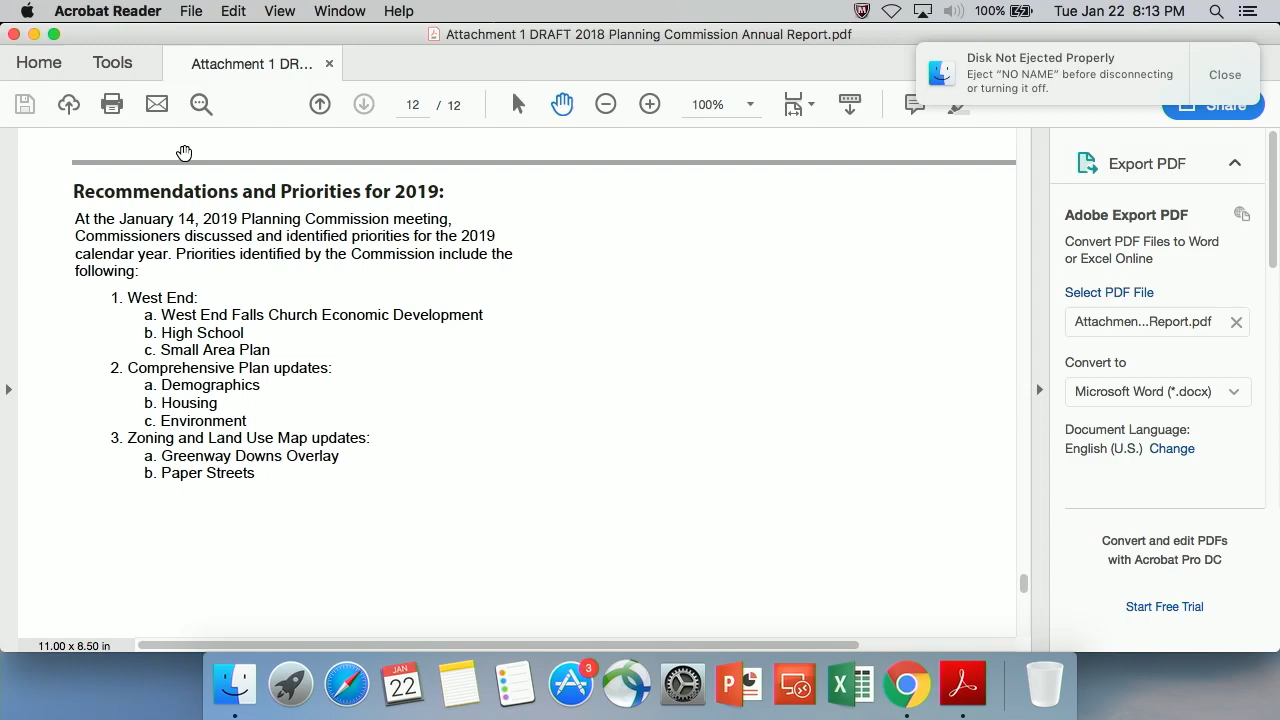 Acrobat Reader File Edit View Window Help 100% Tue Jan 22 8:13 PM
Attachment 1 DRAFT 2018 Planning Commission Annual Report.pdf
Home Tools Attachment 1 DR... ×
Disk Not Ejected Properly
Eject “NO NAME” before disconnecting
or turning it off.
Close
12 / 12 100% Share
Recommendations and Priorities for 2019:
At the January 14, 2019 Planning Commission meeting,
Commissioners discussed and identified priorities for the 2019
calendar year. Priorities identified by the Commission include the
following:
1. West End:
a. West End Falls Church Economic Development
b. High School
c. Small Area Plan
2. Comprehensive Plan updates:
a. Demographics
b. Housing
c. Environment
3. Zoning and Land Use Map updates:
a. Greenway Downs Overlay
b. Paper Streets
11.00 x 8.50 in
Export PDF
Adobe Export PDF
Convert PDF Files to Word
or Excel Online
Select PDF File
Attachmen...Report.pdf
Convert to
Microsoft Word (*.docx)
Document Language:
English (U.S.) Change
Convert and edit PDFs
with Acrobat Pro DC
Start Free Trial
JAN
22
3